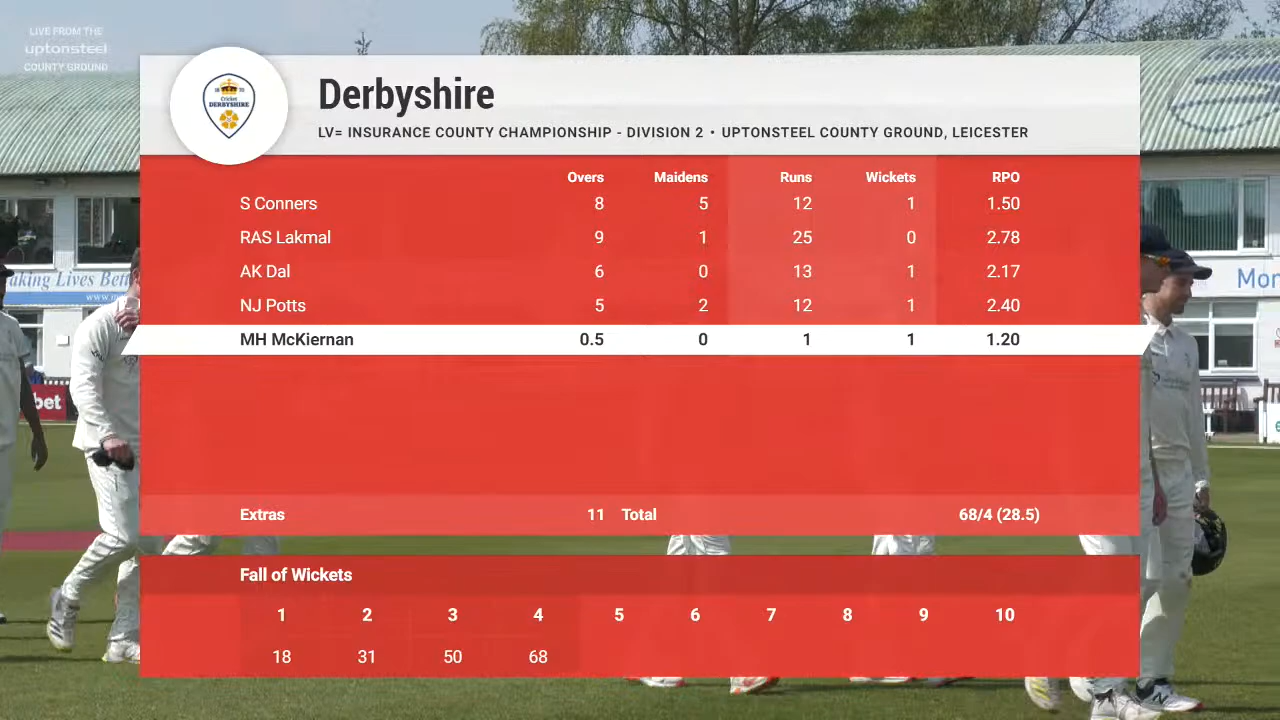 LIVE FROM THE
uptonsteel
COUNTY GROUND
Cricket
DERBYSHIRE
Derbyshire
LV= INSURANCE COUNTY CHAMPIONSHIP - DIVISION 2 • UPTONSTEEL COUNTY GROUND, LEICESTER
Overs Maidens Runs Wickets RPO
S Conners 8 5 12 1 1.50
RAS Lakmal 9 1 25 0 2.78
AK Dal 6 0 13 1 2.17
NJ Potts 5 2 12 1 2.40
MH McKiernan 0.5 0 1 1 1.20
Extras 11 Total 68/4 (28.5)
Fall of Wickets
1 2 3 4 5 6 7 8 9 10
18 31 50 68
aking Lives Bett
www.m
bet
Mor